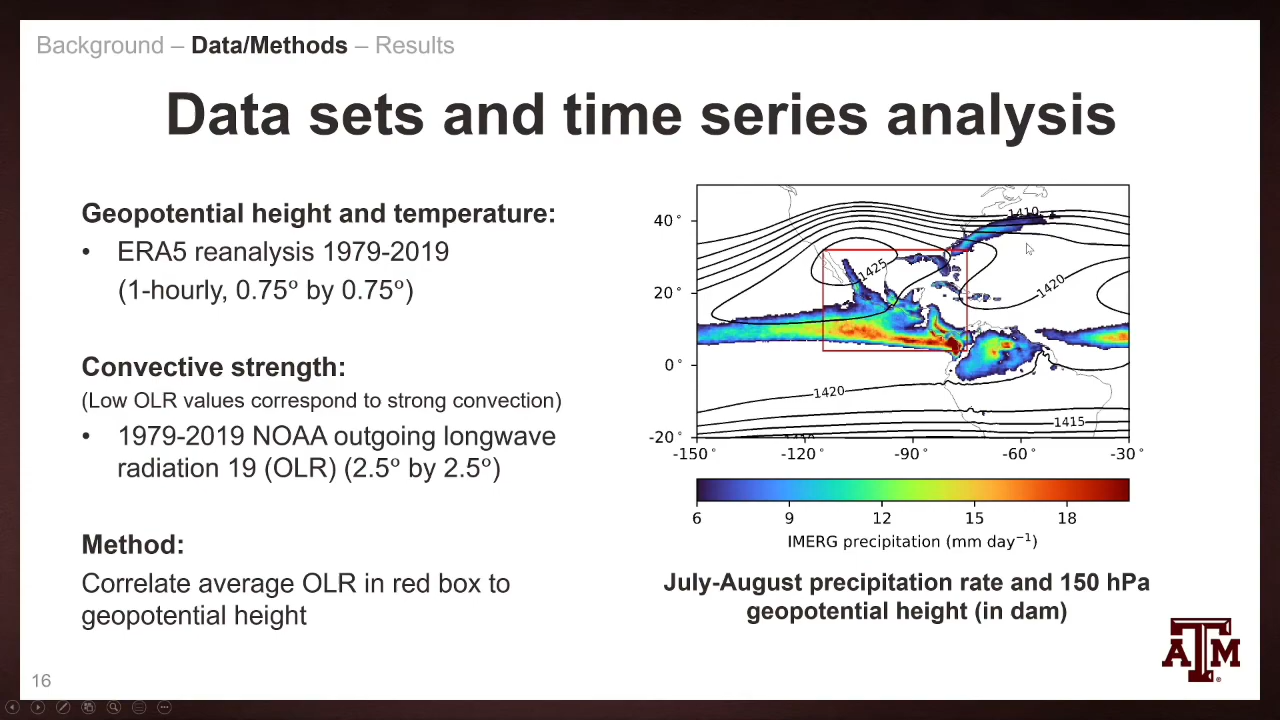 Background – Data/Methods – Results
Data sets and time series analysis
Geopotential height and temperature:
• ERA5 reanalysis 1979-2019
(1-hourly, 0.75° by 0.75°)
Convective strength:
(Low OLR values correspond to strong convection)
• 1979-2019 NOAA outgoing longwave
radiation 19 (OLR) (2.5° by 2.5°)
Method:
Correlate average OLR in red box to
geopotential height
40°
20°
0°
-20°
1410
1425
1420
1420
1415
-150° -120° -90° -60° -30°
6 9 12 15 18
IMERG precipitation (mm day⁻¹)
July-August precipitation rate and 150 hPa
geopotential height (in dam)
ATM
16